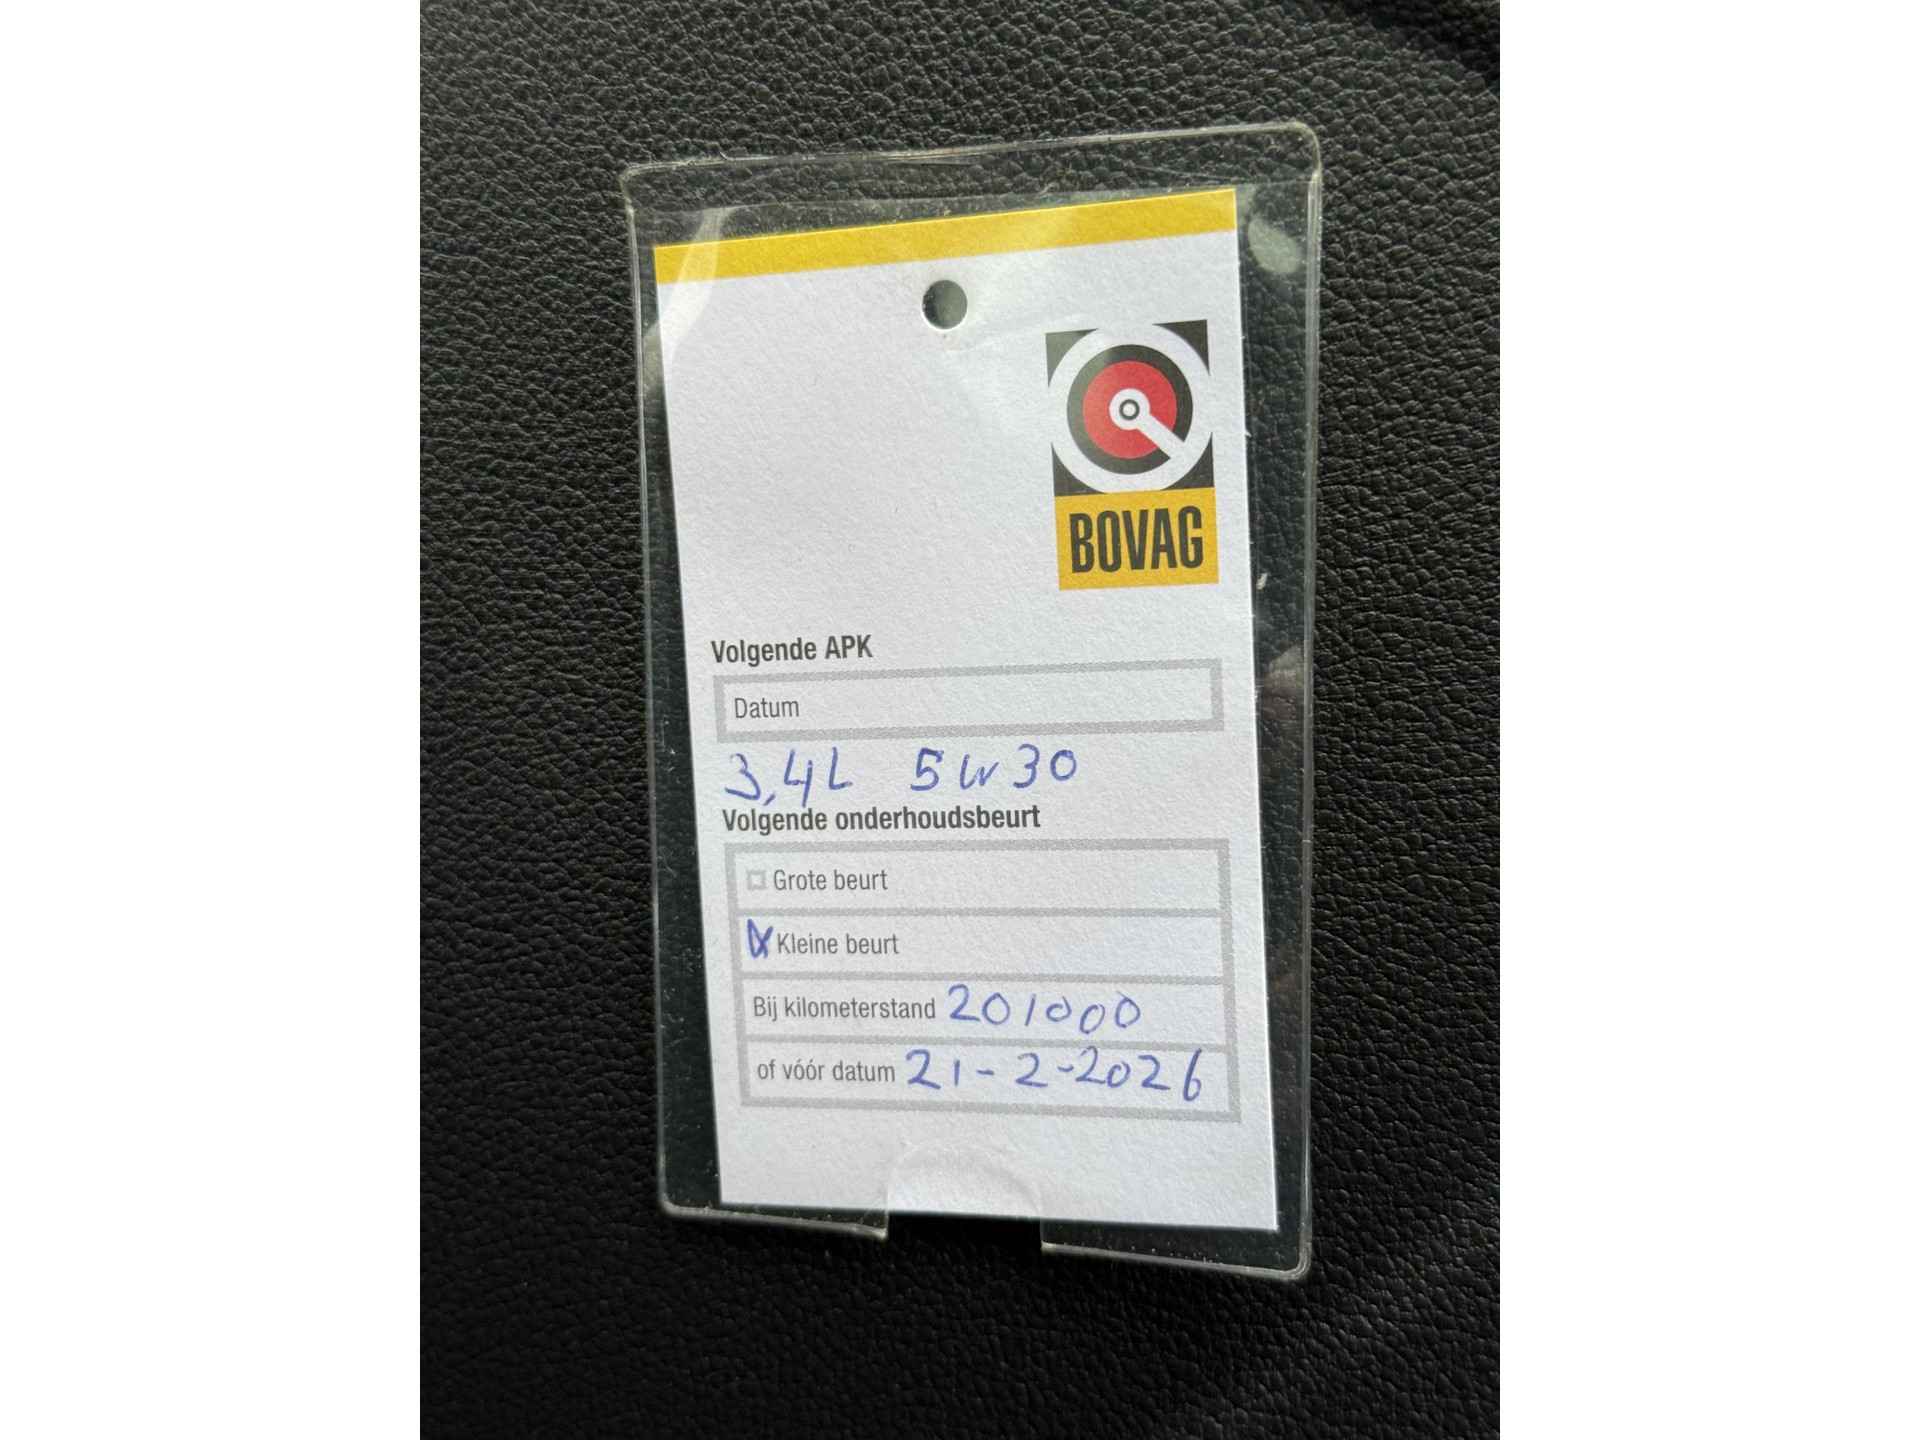 BOVAG
Volgende APK
Datum
3,4L 5W30
Volgende onderhoudsbeurt
Grote beurt
Kleine beurt
Bij kilometerstand 201000
of vóór datum 21-2-2026